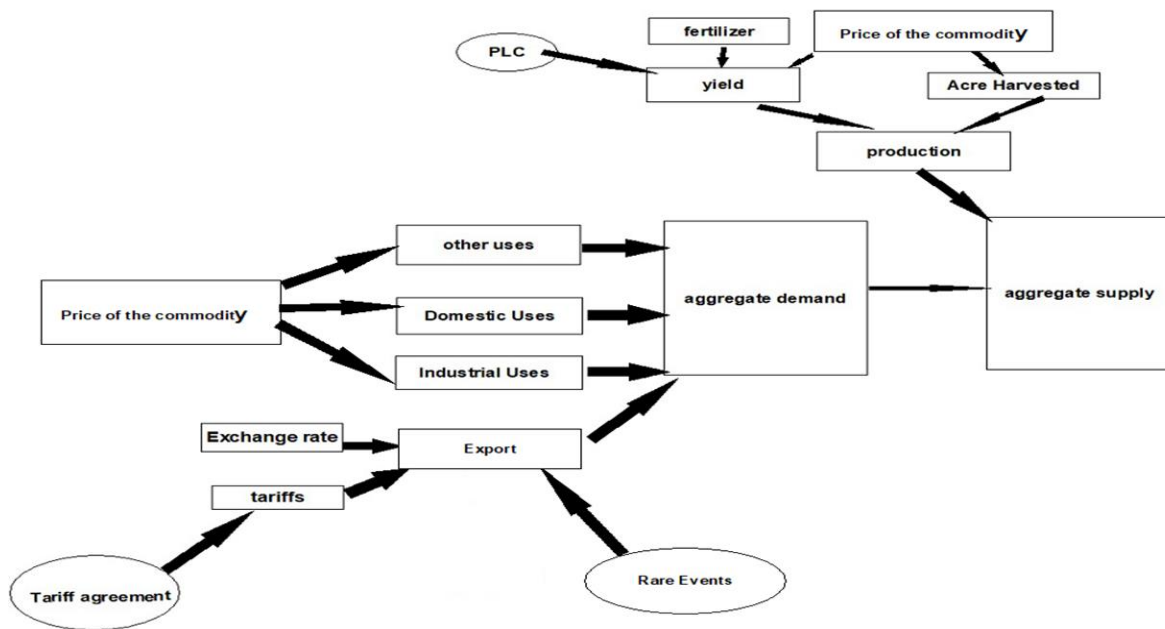 fertilizer
Price of the commodity
PLC
yield
Acre Harvested
production
other uses
aggregate demand
aggregate supply
Price of the commodity
Domestic Uses
Industrial Uses
Exchange rate
Export
tariffs
Rare Events
Tariff agreement